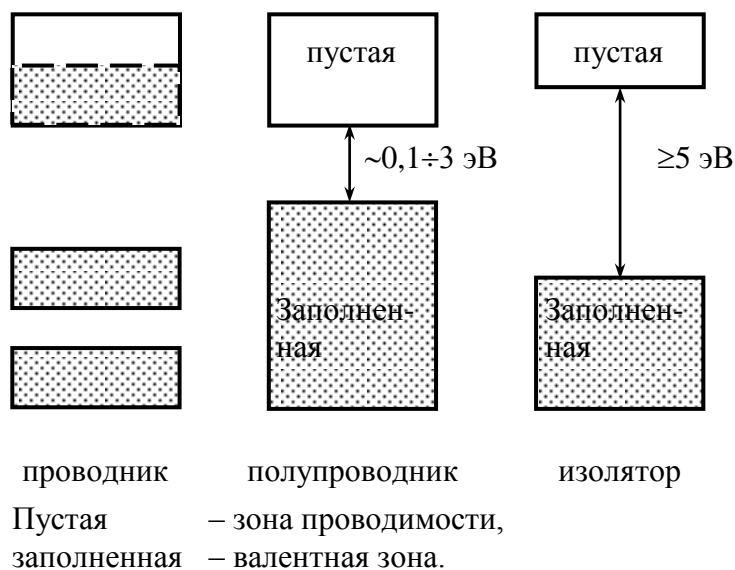 пустая
пустая
~0,1÷3 эВ
≥5 эВ
Заполнен-
ная
Заполнен-
ная
проводник
полупроводник
изолятор
Пустая – зона проводимости,
заполненная – валентная зона.